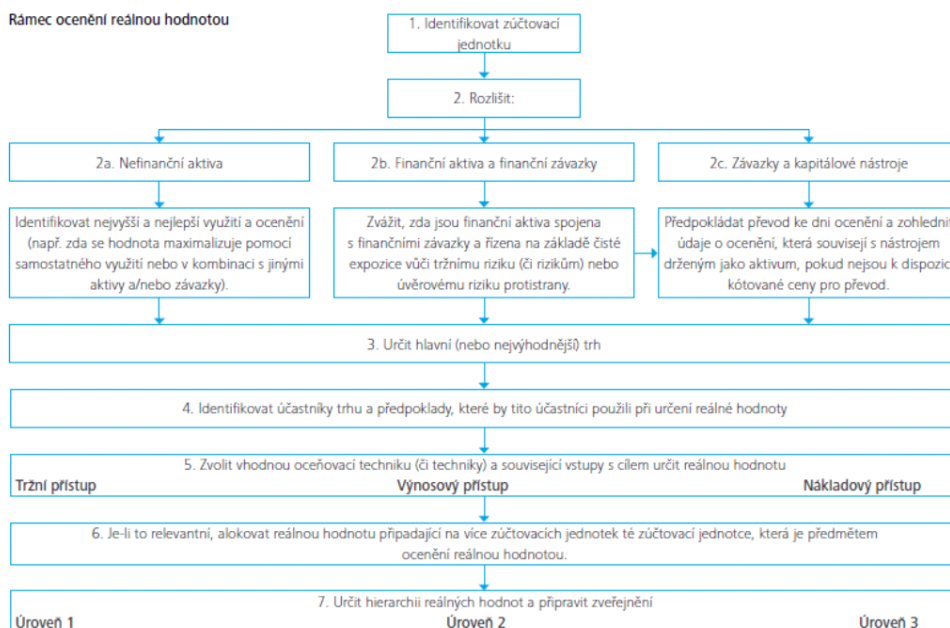 Rámec ocenění reálnou hodnotou
1. Identifikovat zúčtovací
jednotku
2. Rozlišit:
2a. Nefinanční aktiva
2b. Finanční aktiva a finanční závazky
2c. Závazky a kapitálové nástroje
Identifikovat nejvyšší a nejlepší využití a ocenění
(např. zda se hodnota maximalizuje pomocí
samostatného využití nebo v kombinaci s jinými
aktivy a/nebo závazky).
Zvážit, zda jsou finanční aktiva spojena
s finančními závazky a řízena na základě čisté
expozice vůči tržnímu riziku (či rizikům) nebo
úvěrovému riziku protistrany.
Předpokládat převod ke dni ocenění a zohlednit
údaje o ocenění, která souvisejí s nástrojem
drženým jako aktivum, pokud nejsou k dispozic
kótované ceny pro převod.
3. Určit hlavní (nebo nejvýhodnější) trh
4. Identifikovat účastníky trhu a předpoklady, které by tito účastníci použili při určení reálné hodnoty
5. Zvolit vhodnou oceňovací techniku (či techniky) a související vstupy s cílem určit reálnou hodnotu
Tržní přístup Výnosový přístup Nákladový přístup
6. Je-li to relevantní, alokovat reálnou hodnotu připadající na více zúčtovacích jednotek té zúčtovací jednotce, která je předmětem
ocenění reálnou hodnotou.
7. Určit hierarchii reálných hodnot a připravit zveřejnění
Úroveň 1 Úroveň 2 Úroveň 3